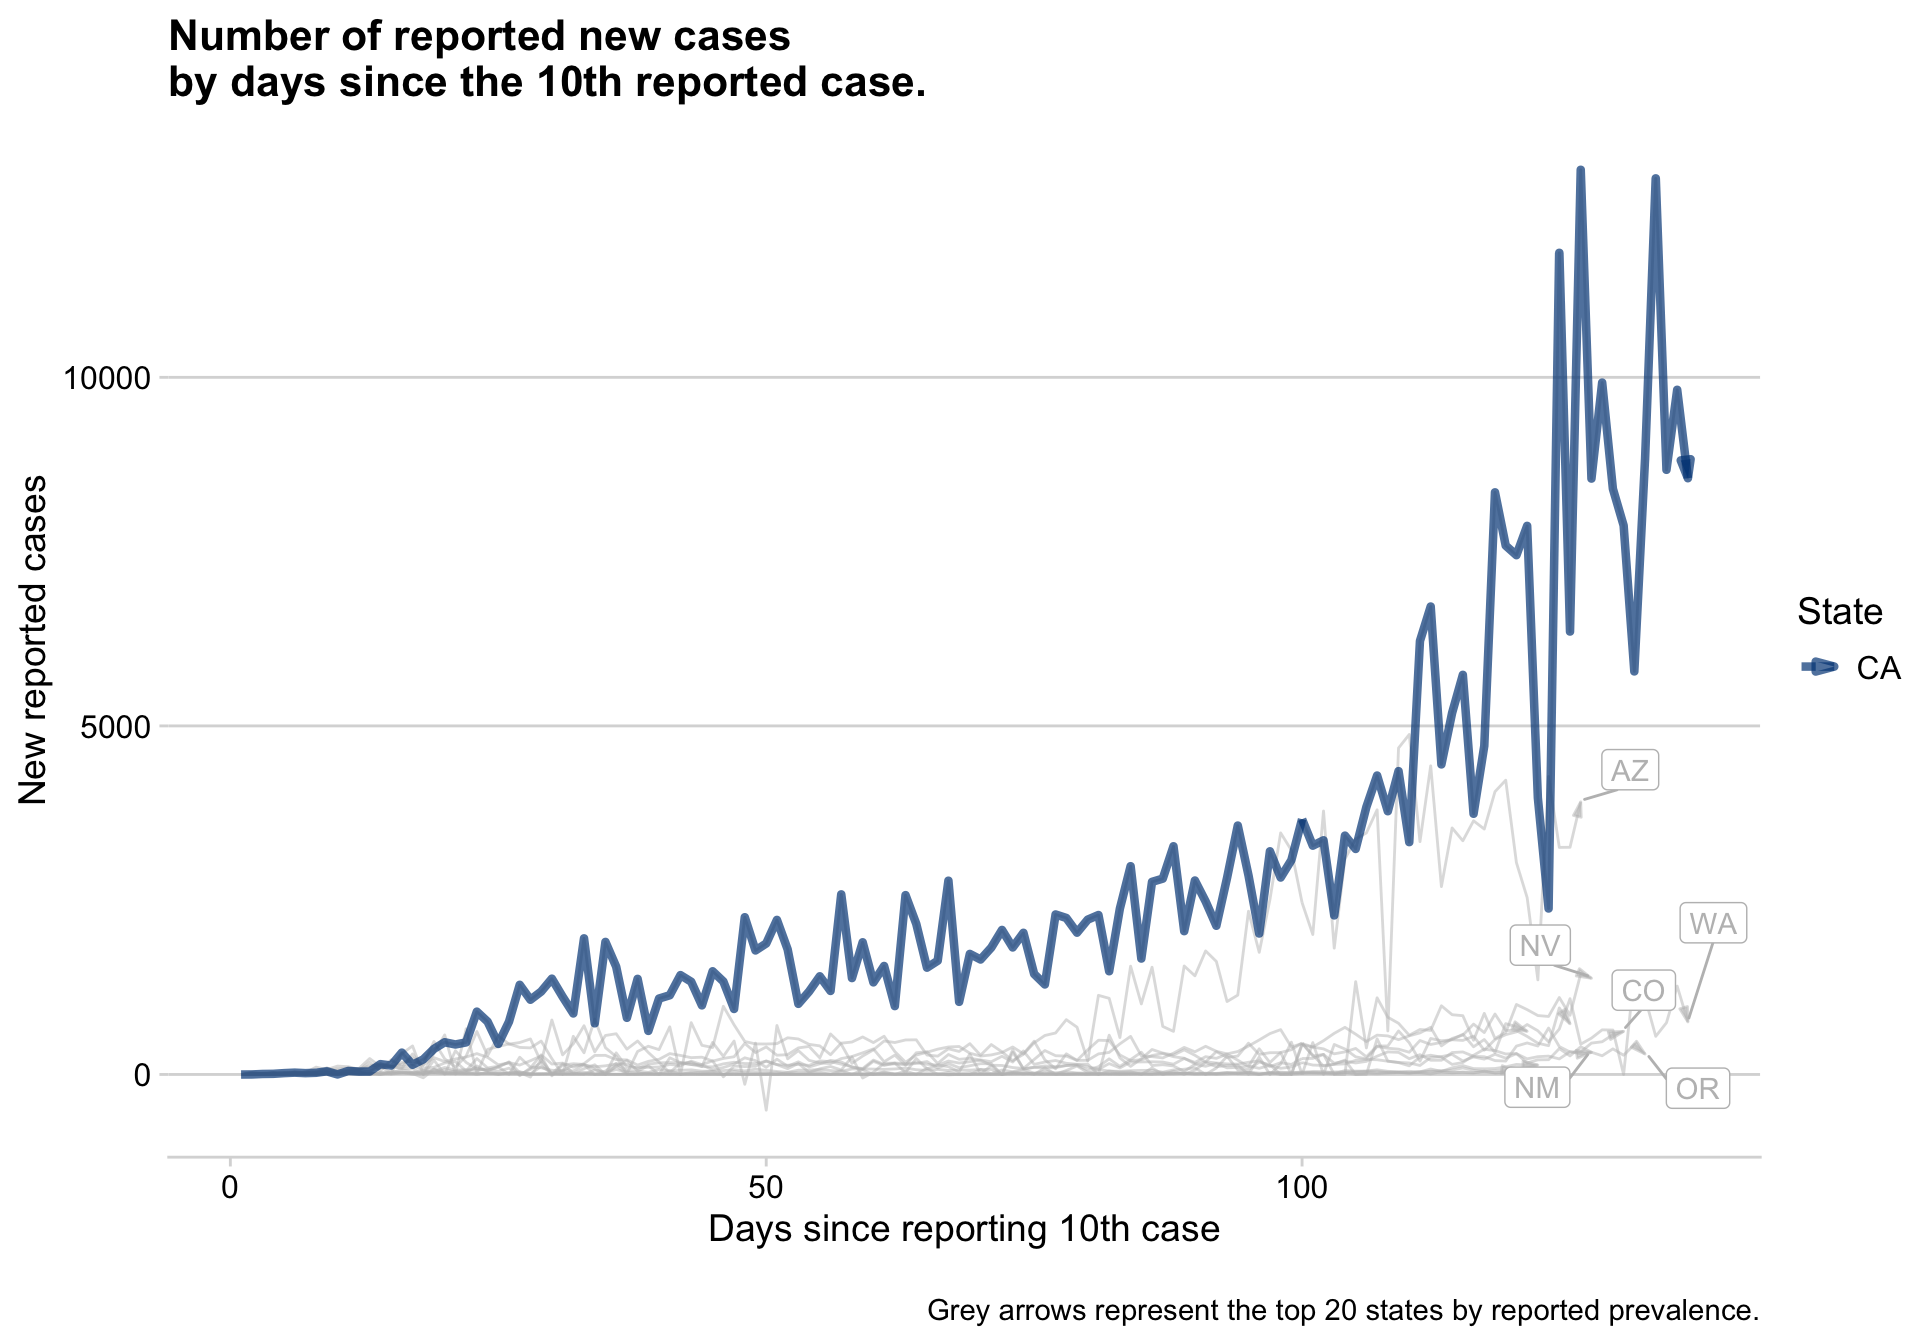 Number of reported new cases
by days since the 10th reported case.
New reported cases
10000
5000
0
AZ
WA
NV
CO
NM
OR
State
CA
0
50
100
Days since reporting 10th case
Grey arrows represent the top 20 states by reported prevalence.